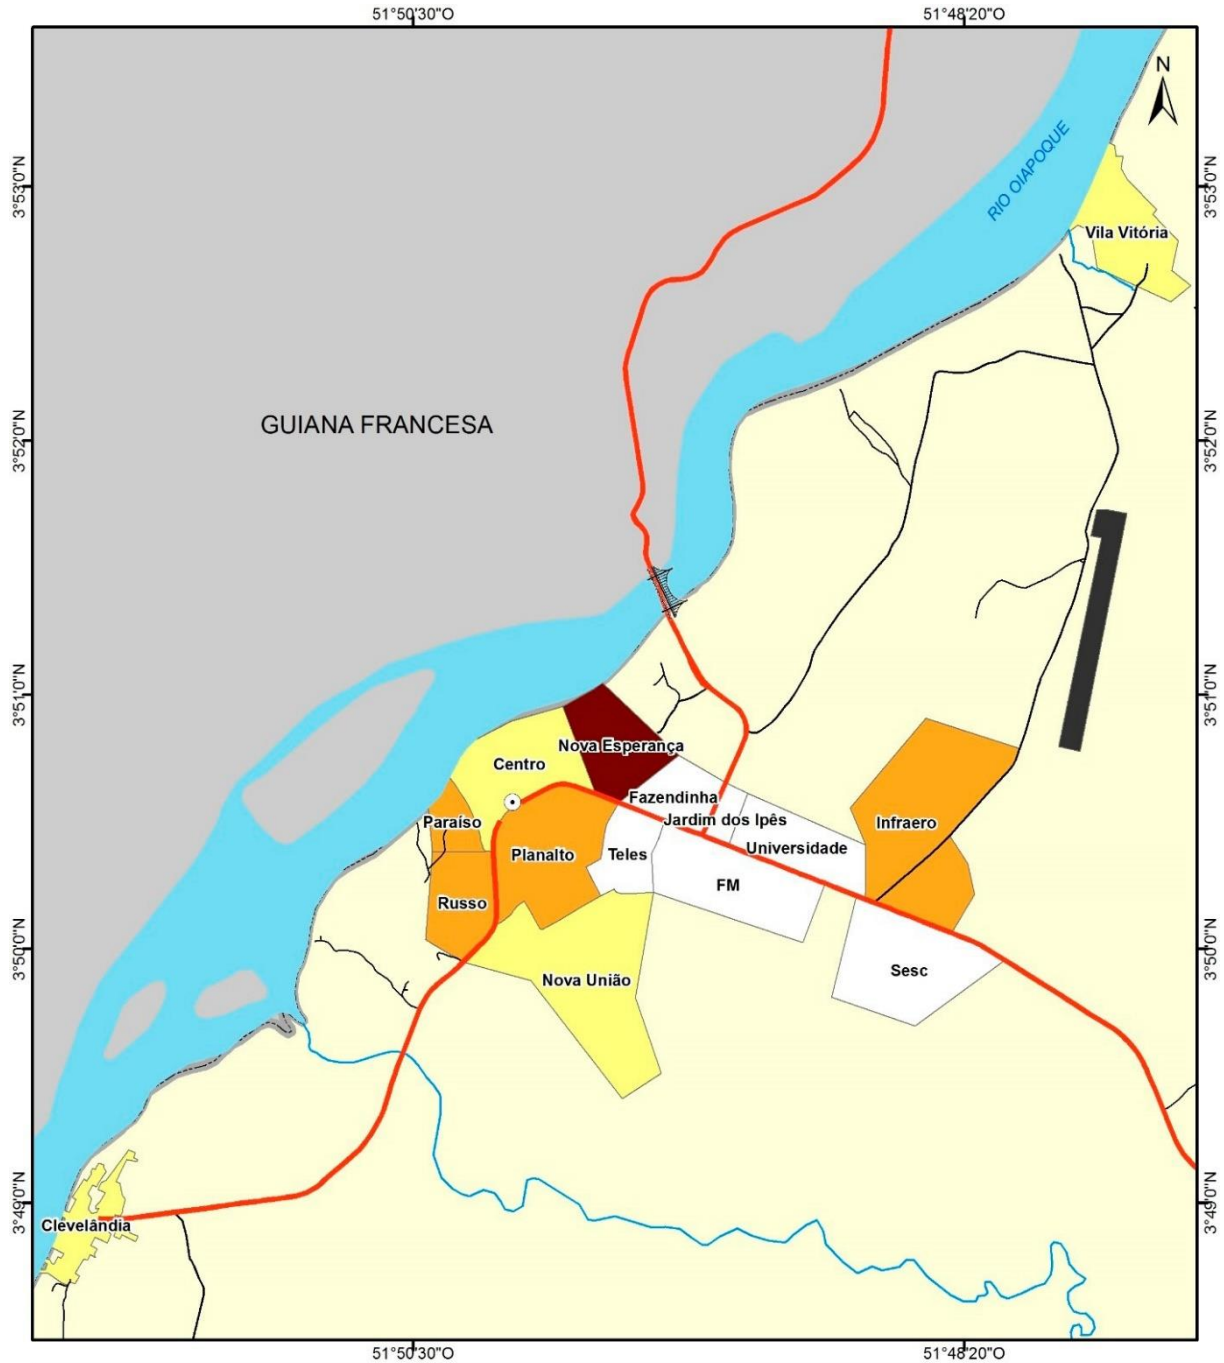 51°50'30"O
51°48'20"O
N
3°53'0"N
3°53'0"N
RIO OIAPOQUE
Vila Vitória
GUIANA FRANCESA
3°52'0"N
3°52'0"N
3°51'0"N
3°51'0"N
Nova Esperança
Centro
Fazendinha
Paraíso
Jardim dos Ipês
Infraero
Planalto
Teles
Universidade
FM
Russo
3°50'0"N
3°50'0"N
Nova União
Sesc
3°49'0"N
3°49'0"N
Clevelândia
51°50'30"O
51°48'20"O